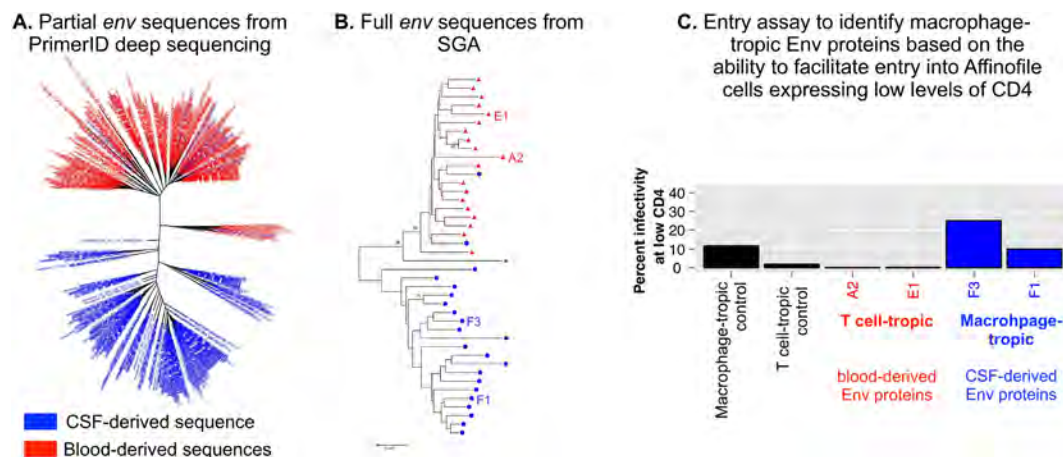 A. Partial env sequences from
PrimerID deep sequencing
CSF-derived sequence
Blood-derived sequences
B. Full env sequences from
SGA
E1
A2
F3
F1
C. Entry assay to identify macrophage-
tropic Env proteins based on the
ability to facilitate entry into Affinofile
cells expressing low levels of CD4
Percent infectivity
at low CD4
40
30
20
10
0
Macrophage-tropic
control
T cell-tropic
control
A2
E1
F3
F1
T cell-tropic
Macrohpage-
tropic
blood-derived
Env proteins
CSF-derived
Env proteins